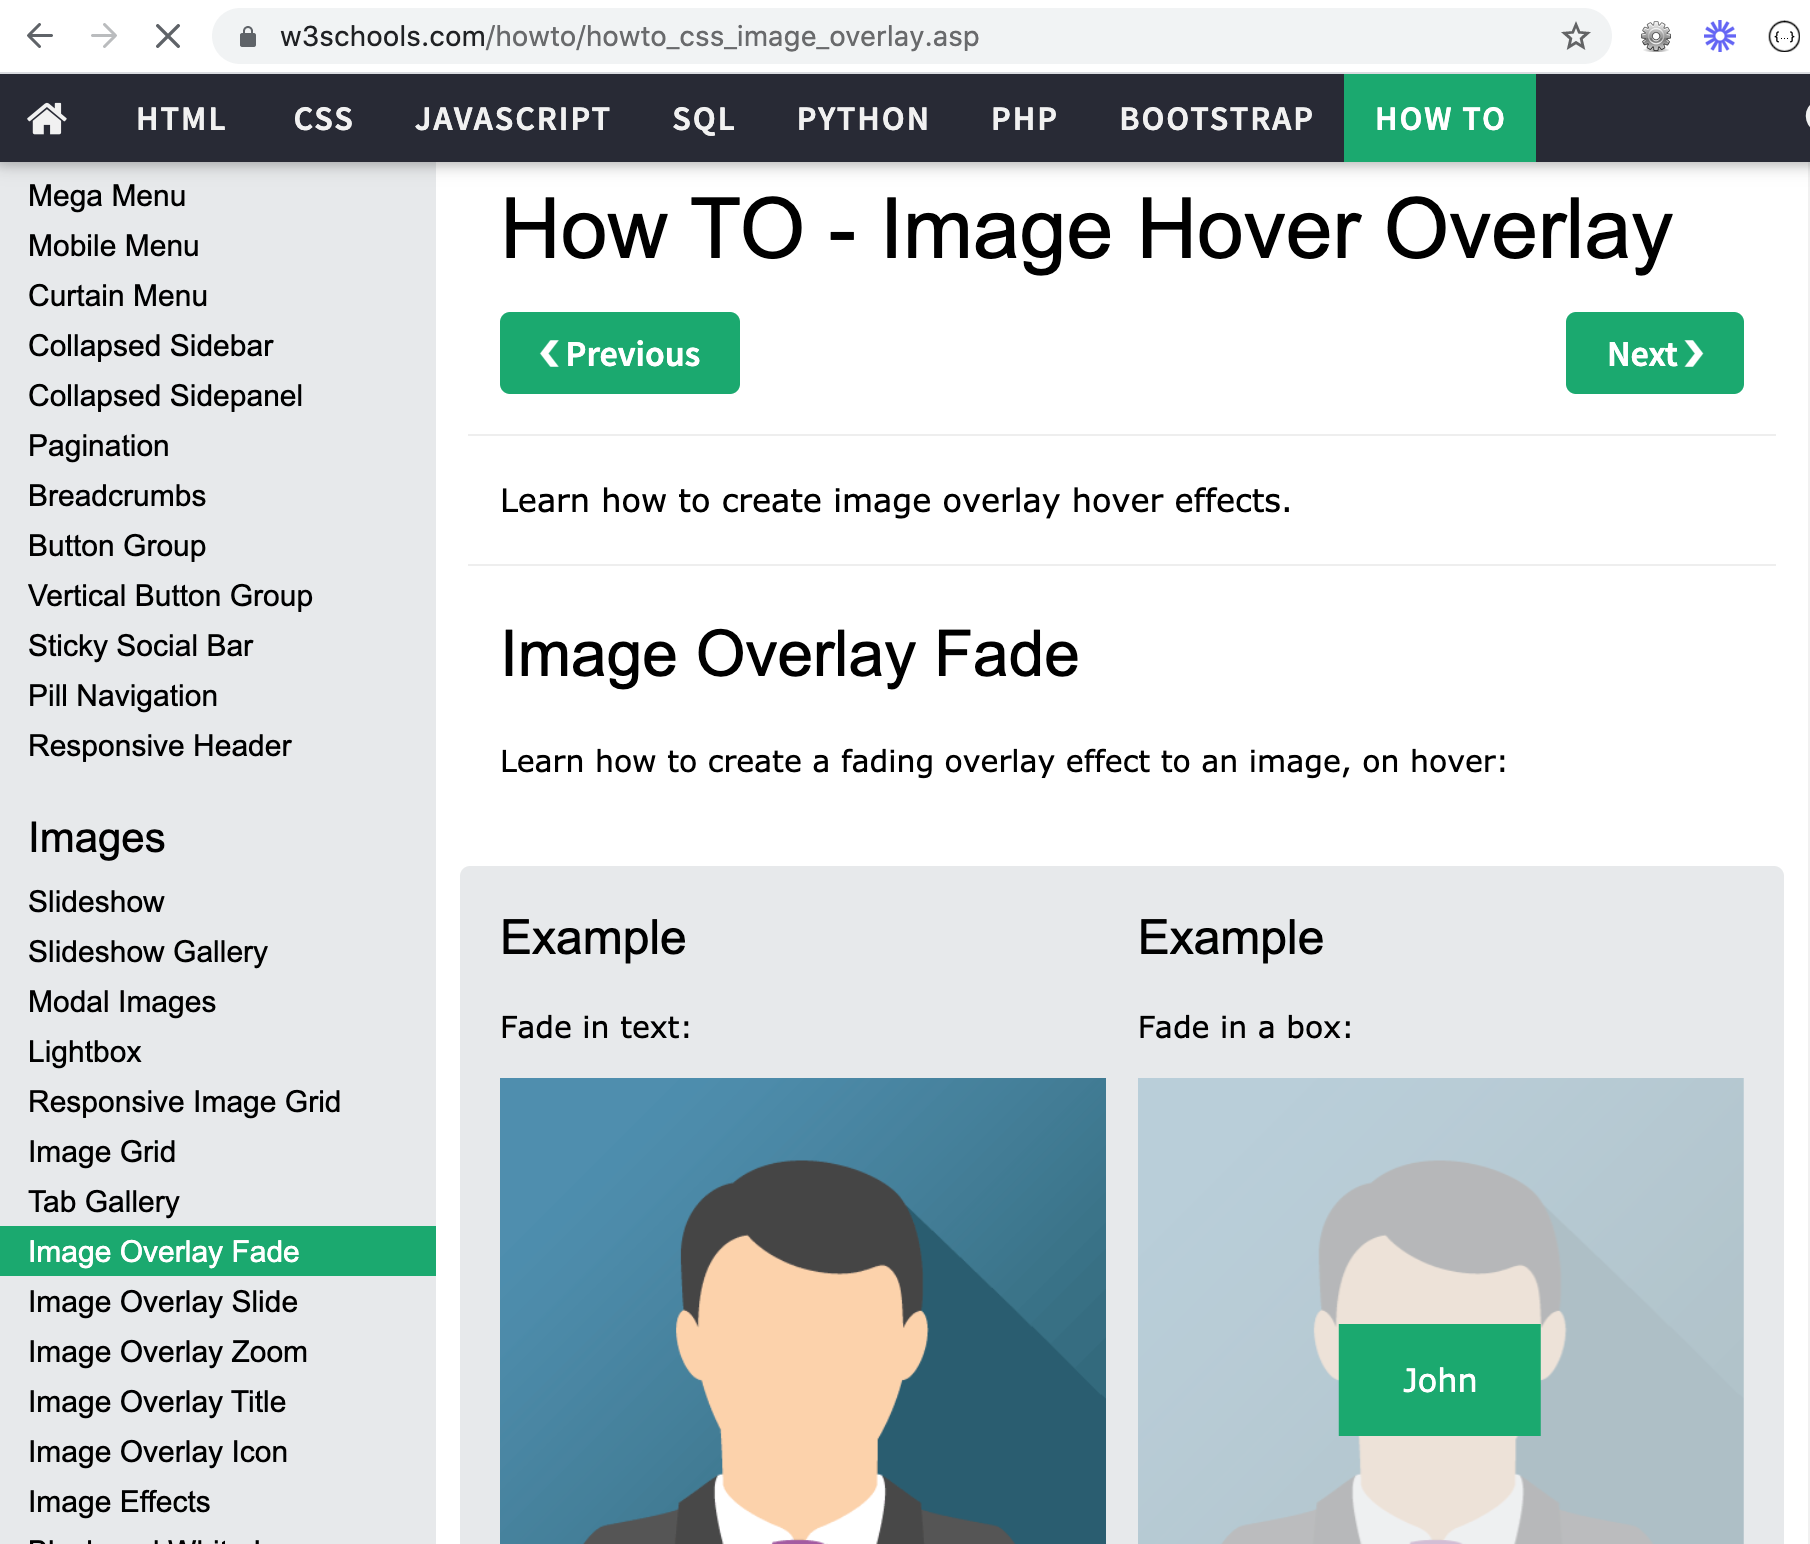 w3schools.com/howto/howto_css_image_overlay.asp
{...}
HTML CSS JAVASCRIPT SQL PYTHON PHP BOOTSTRAP HOW TO
Mega Menu
Mobile Menu
Curtain Menu
Collapsed Sidebar
Collapsed Sidepanel
Pagination
Breadcrumbs
Button Group
Vertical Button Group
Sticky Social Bar
Pill Navigation
Responsive Header
Images
Slideshow
Slideshow Gallery
Modal Images
Lightbox
Responsive Image Grid
Image Grid
Tab Gallery
Image Overlay Fade
Image Overlay Slide
Image Overlay Zoom
Image Overlay Title
Image Overlay Icon
Image Effects
How TO - Image Hover Overlay
❮ Previous
Next ❯
Learn how to create image overlay hover effects.
Image Overlay Fade
Learn how to create a fading overlay effect to an image, on hover:
Example
Fade in text:
Example
Fade in a box:
John